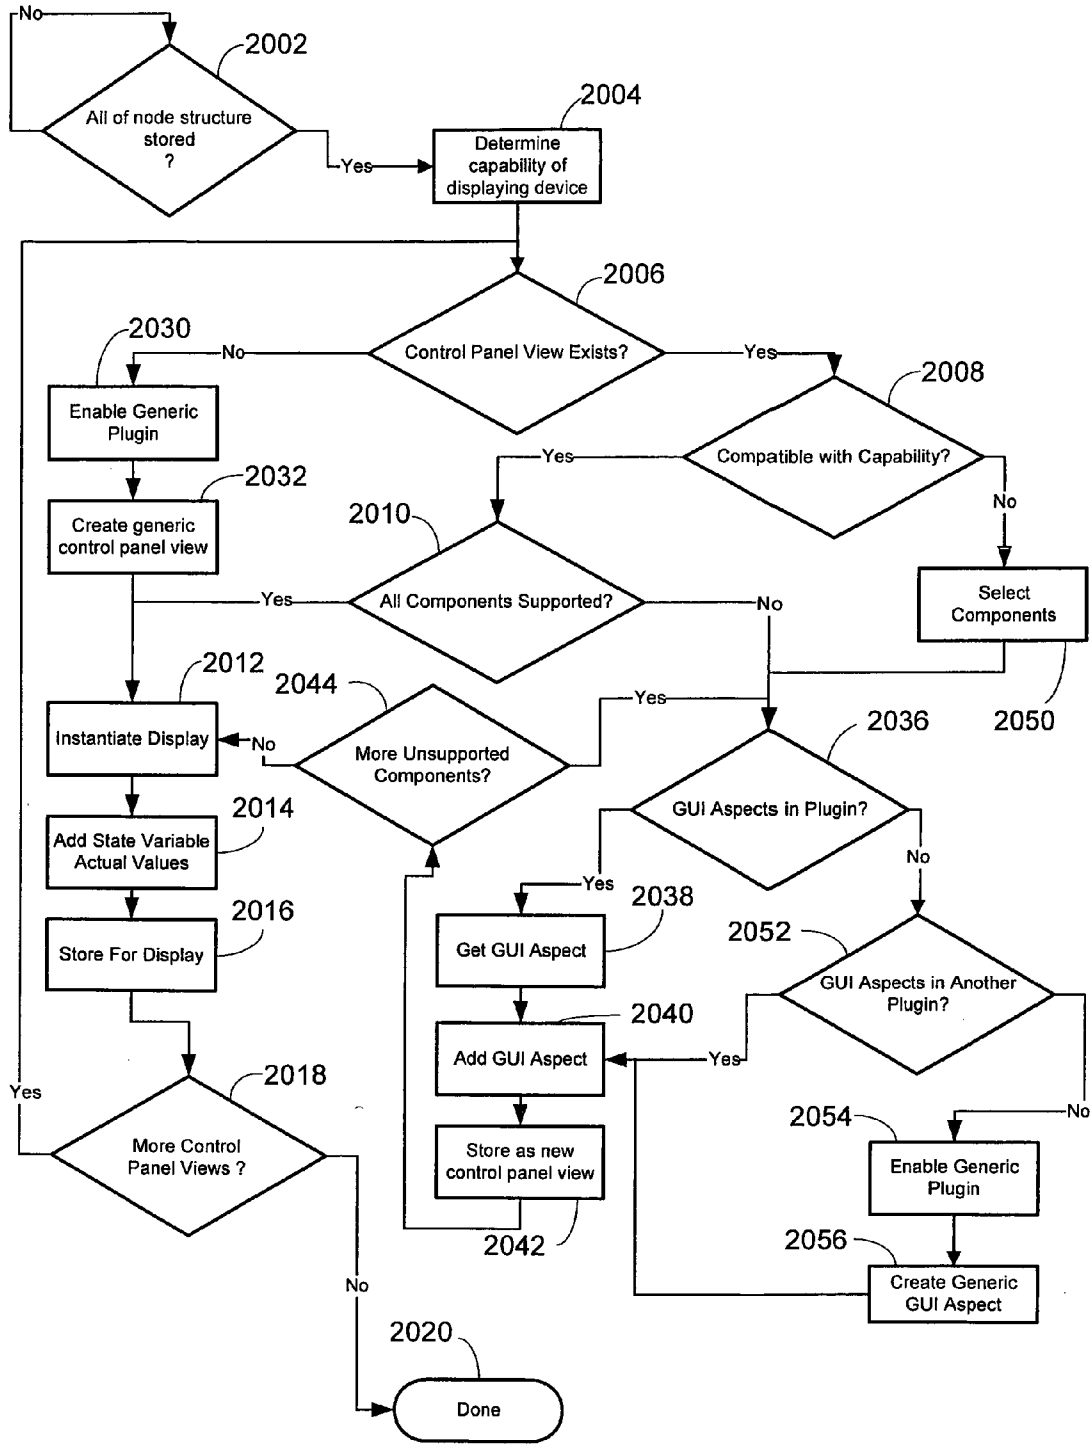 No
2002
All of node structure
stored
?
2004
Yes
Determine
capability of
displaying device
2006
Control Panel View Exists?
No
Yes
2030
Enable Generic
Plugin
2008
Compatible with Capability?
Yes
No
2032
Create generic
control panel view
2010
All Components Supported?
Yes
No
Select
Components
2050
2012
Instantiate Display
2044
More Unsupported
Components?
No
Yes
2036
GUI Aspects in Plugin?
Yes
No
2014
Add State Variable
Actual Values
2038
Get GUI Aspect
2016
Store For Display
2052
GUI Aspects in Another
Plugin?
Yes
No
2040
Add GUI Aspect
2018
More Control
Panel Views ?
Yes
No
Store as new
control panel view
2042
2054
Enable Generic
Plugin
2056
Create Generic
GUI Aspect
2020
Done